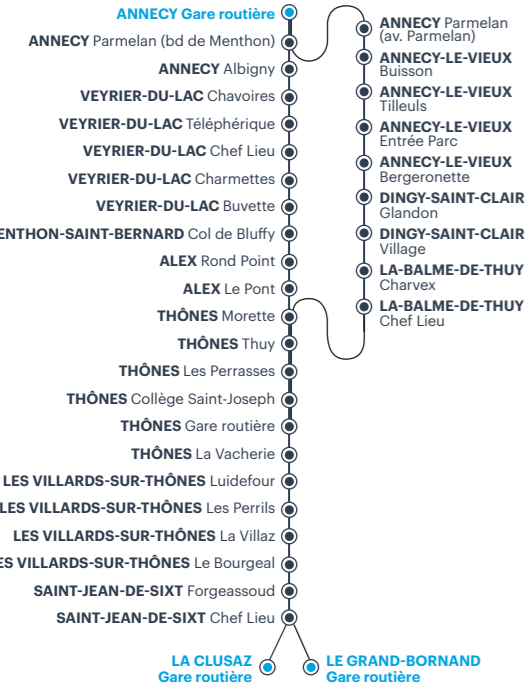 ANNECY Gare routière
ANNECY Parmelan (bd de Menthon)
ANNECY Albigny
VEYRIER-DU-LAC Chavoires
VEYRIER-DU-LAC Téléphérique
VEYRIER-DU-LAC Chef Lieu
VEYRIER-DU-LAC Charmettes
VEYRIER-DU-LAC Buvette
ENTHON-SAINT-BERNARD Col de Bluffy
ALEX Rond Point
ALEX Le Pont
THÔNES Morette
THÔNES Thuy
THÔNES Les Perrasses
THÔNES Collège Saint-Joseph
THÔNES Gare routière
THÔNES La Vacherie
LES VILLARDS-SUR-THÔNES Luidefour
LES VILLARDS-SUR-THÔNES Les Perrils
LES VILLARDS-SUR-THÔNES La Villaz
ES VILLARDS-SUR-THÔNES Le Bourgeal
SAINT-JEAN-DE-SIXT Forgeassoud
SAINT-JEAN-DE-SIXT Chef Lieu
LA CLUSAZ
Gare routière
LE GRAND-BORNAND
Gare routière
ANNECY Parmelan
(av. Parmelan)
ANNECY-LE-VIEUX
Buisson
ANNECY-LE-VIEUX
Tilleuls
ANNECY-LE-VIEUX
Entrée Parc
ANNECY-LE-VIEUX
Bergeronette
DINGY-SAINT-CLAIR
Glandon
DINGY-SAINT-CLAIR
Village
LA-BALME-DE-THUY
Charvex
LA-BALME-DE-THUY
Chef Lieu